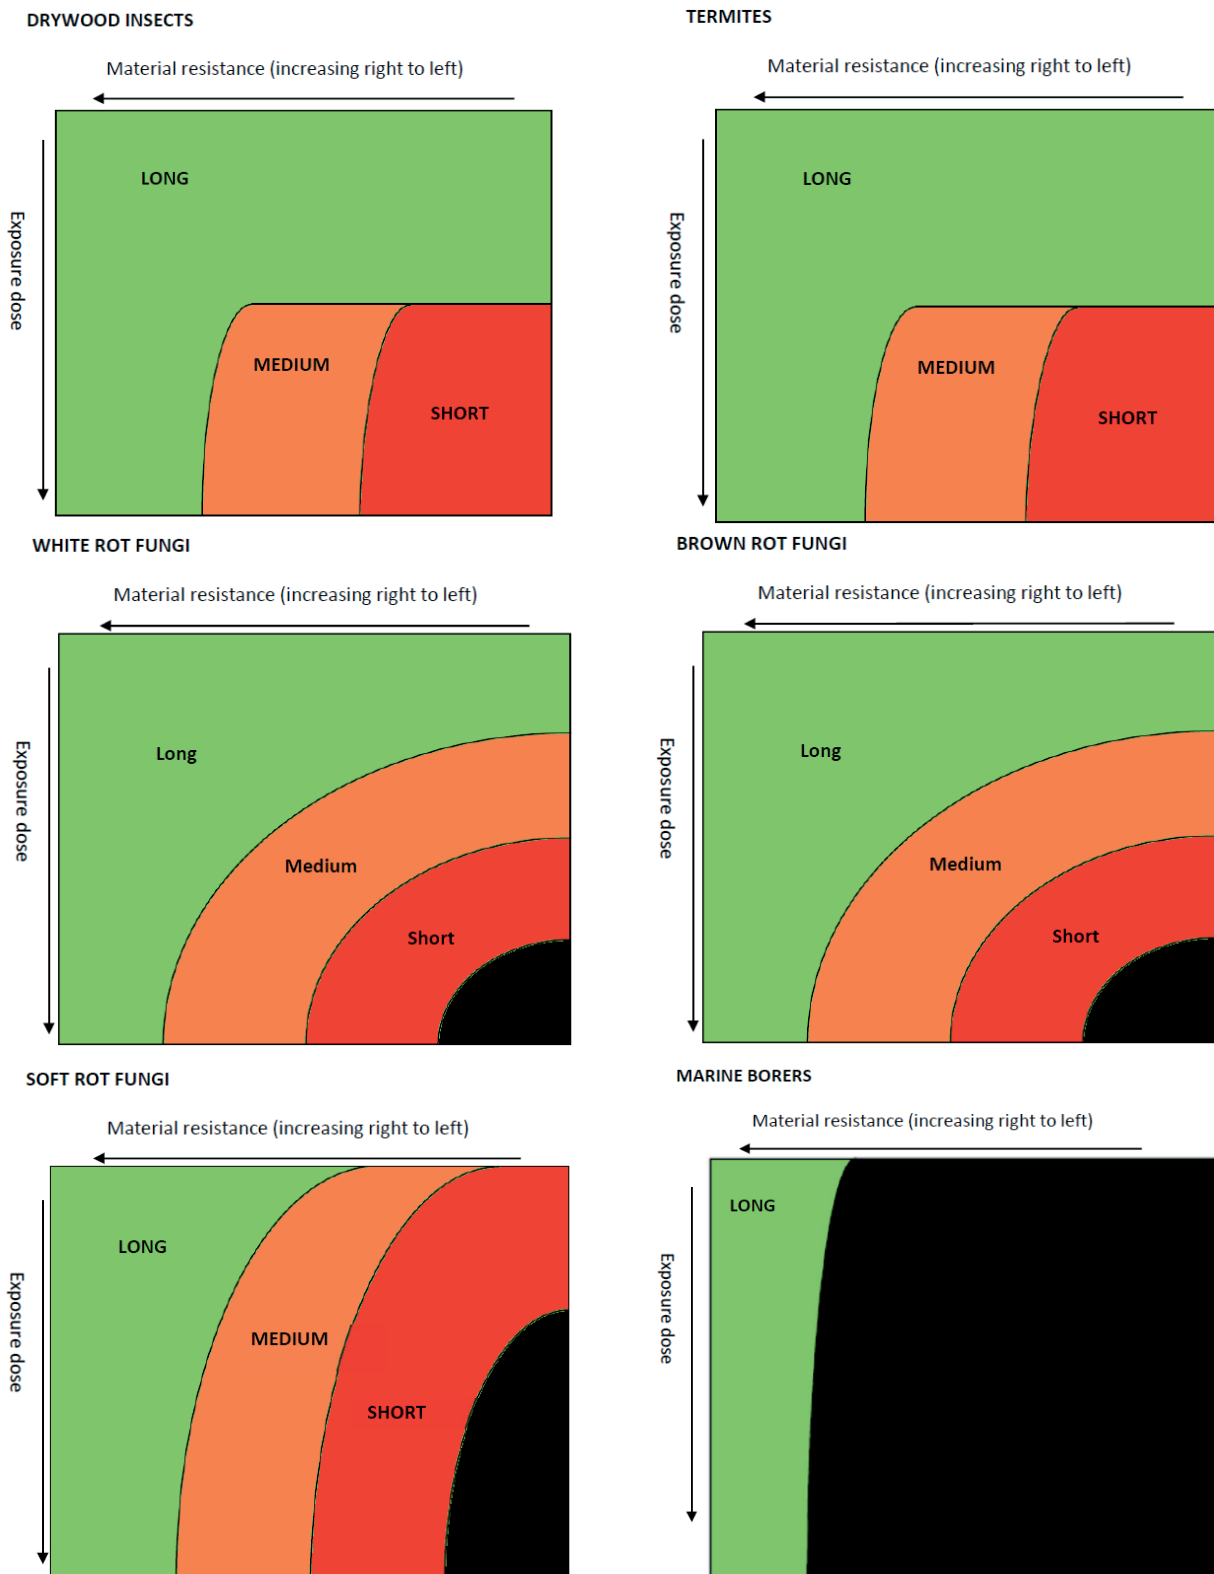 DRYWOOD INSECTS
Material resistance (increasing right to left)
Exposure dose
LONG
MEDIUM
SHORT
TERMITES
Material resistance (increasing right to left)
Exposure dose
LONG
MEDIUM
SHORT
WHITE ROT FUNGI
Material resistance (increasing right to left)
Exposure dose
Long
Medium
Short
BROWN ROT FUNGI
Material resistance (increasing right to left)
Exposure dose
Long
Medium
Short
SOFT ROT FUNGI
Material resistance (increasing right to left)
Exposure dose
LONG
MEDIUM
SHORT
MARINE BORERS
Material resistance (increasing right to left)
Exposure dose
LONG